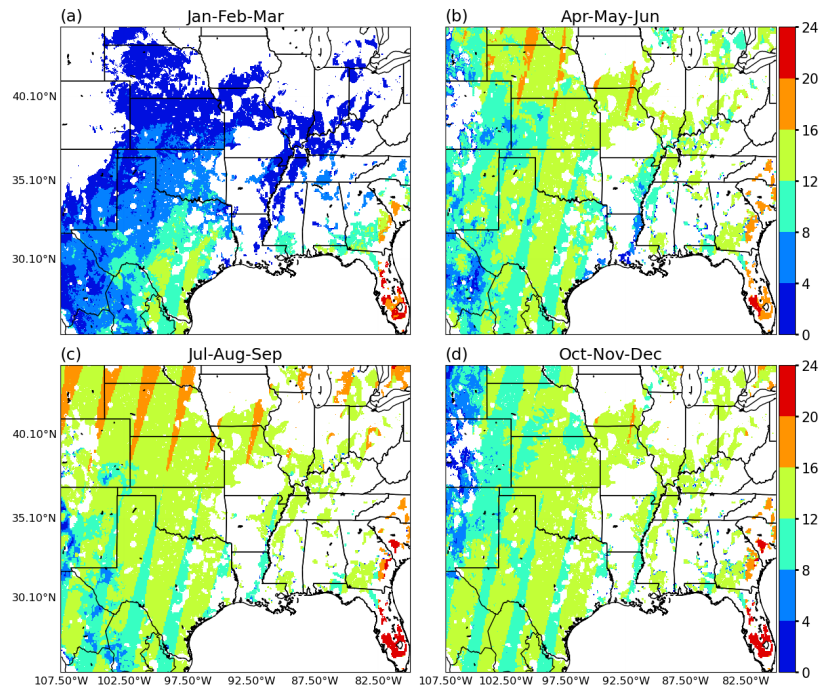 (a) Jan-Feb-Mar
(b) Apr-May-Jun
24
40.10°N
20
16
35.10°N
12
8
30.10°N
4
0
(c) Jul-Aug-Sep
(d) Oct-Nov-Dec
24
40.10°N
20
16
35.10°N
12
8
30.10°N
4
0
107.50°W 102.50°W 97.50°W 92.50°W 87.50°W 82.50°W
107.50°W 102.50°W 97.50°W 92.50°W 87.50°W 82.50°W